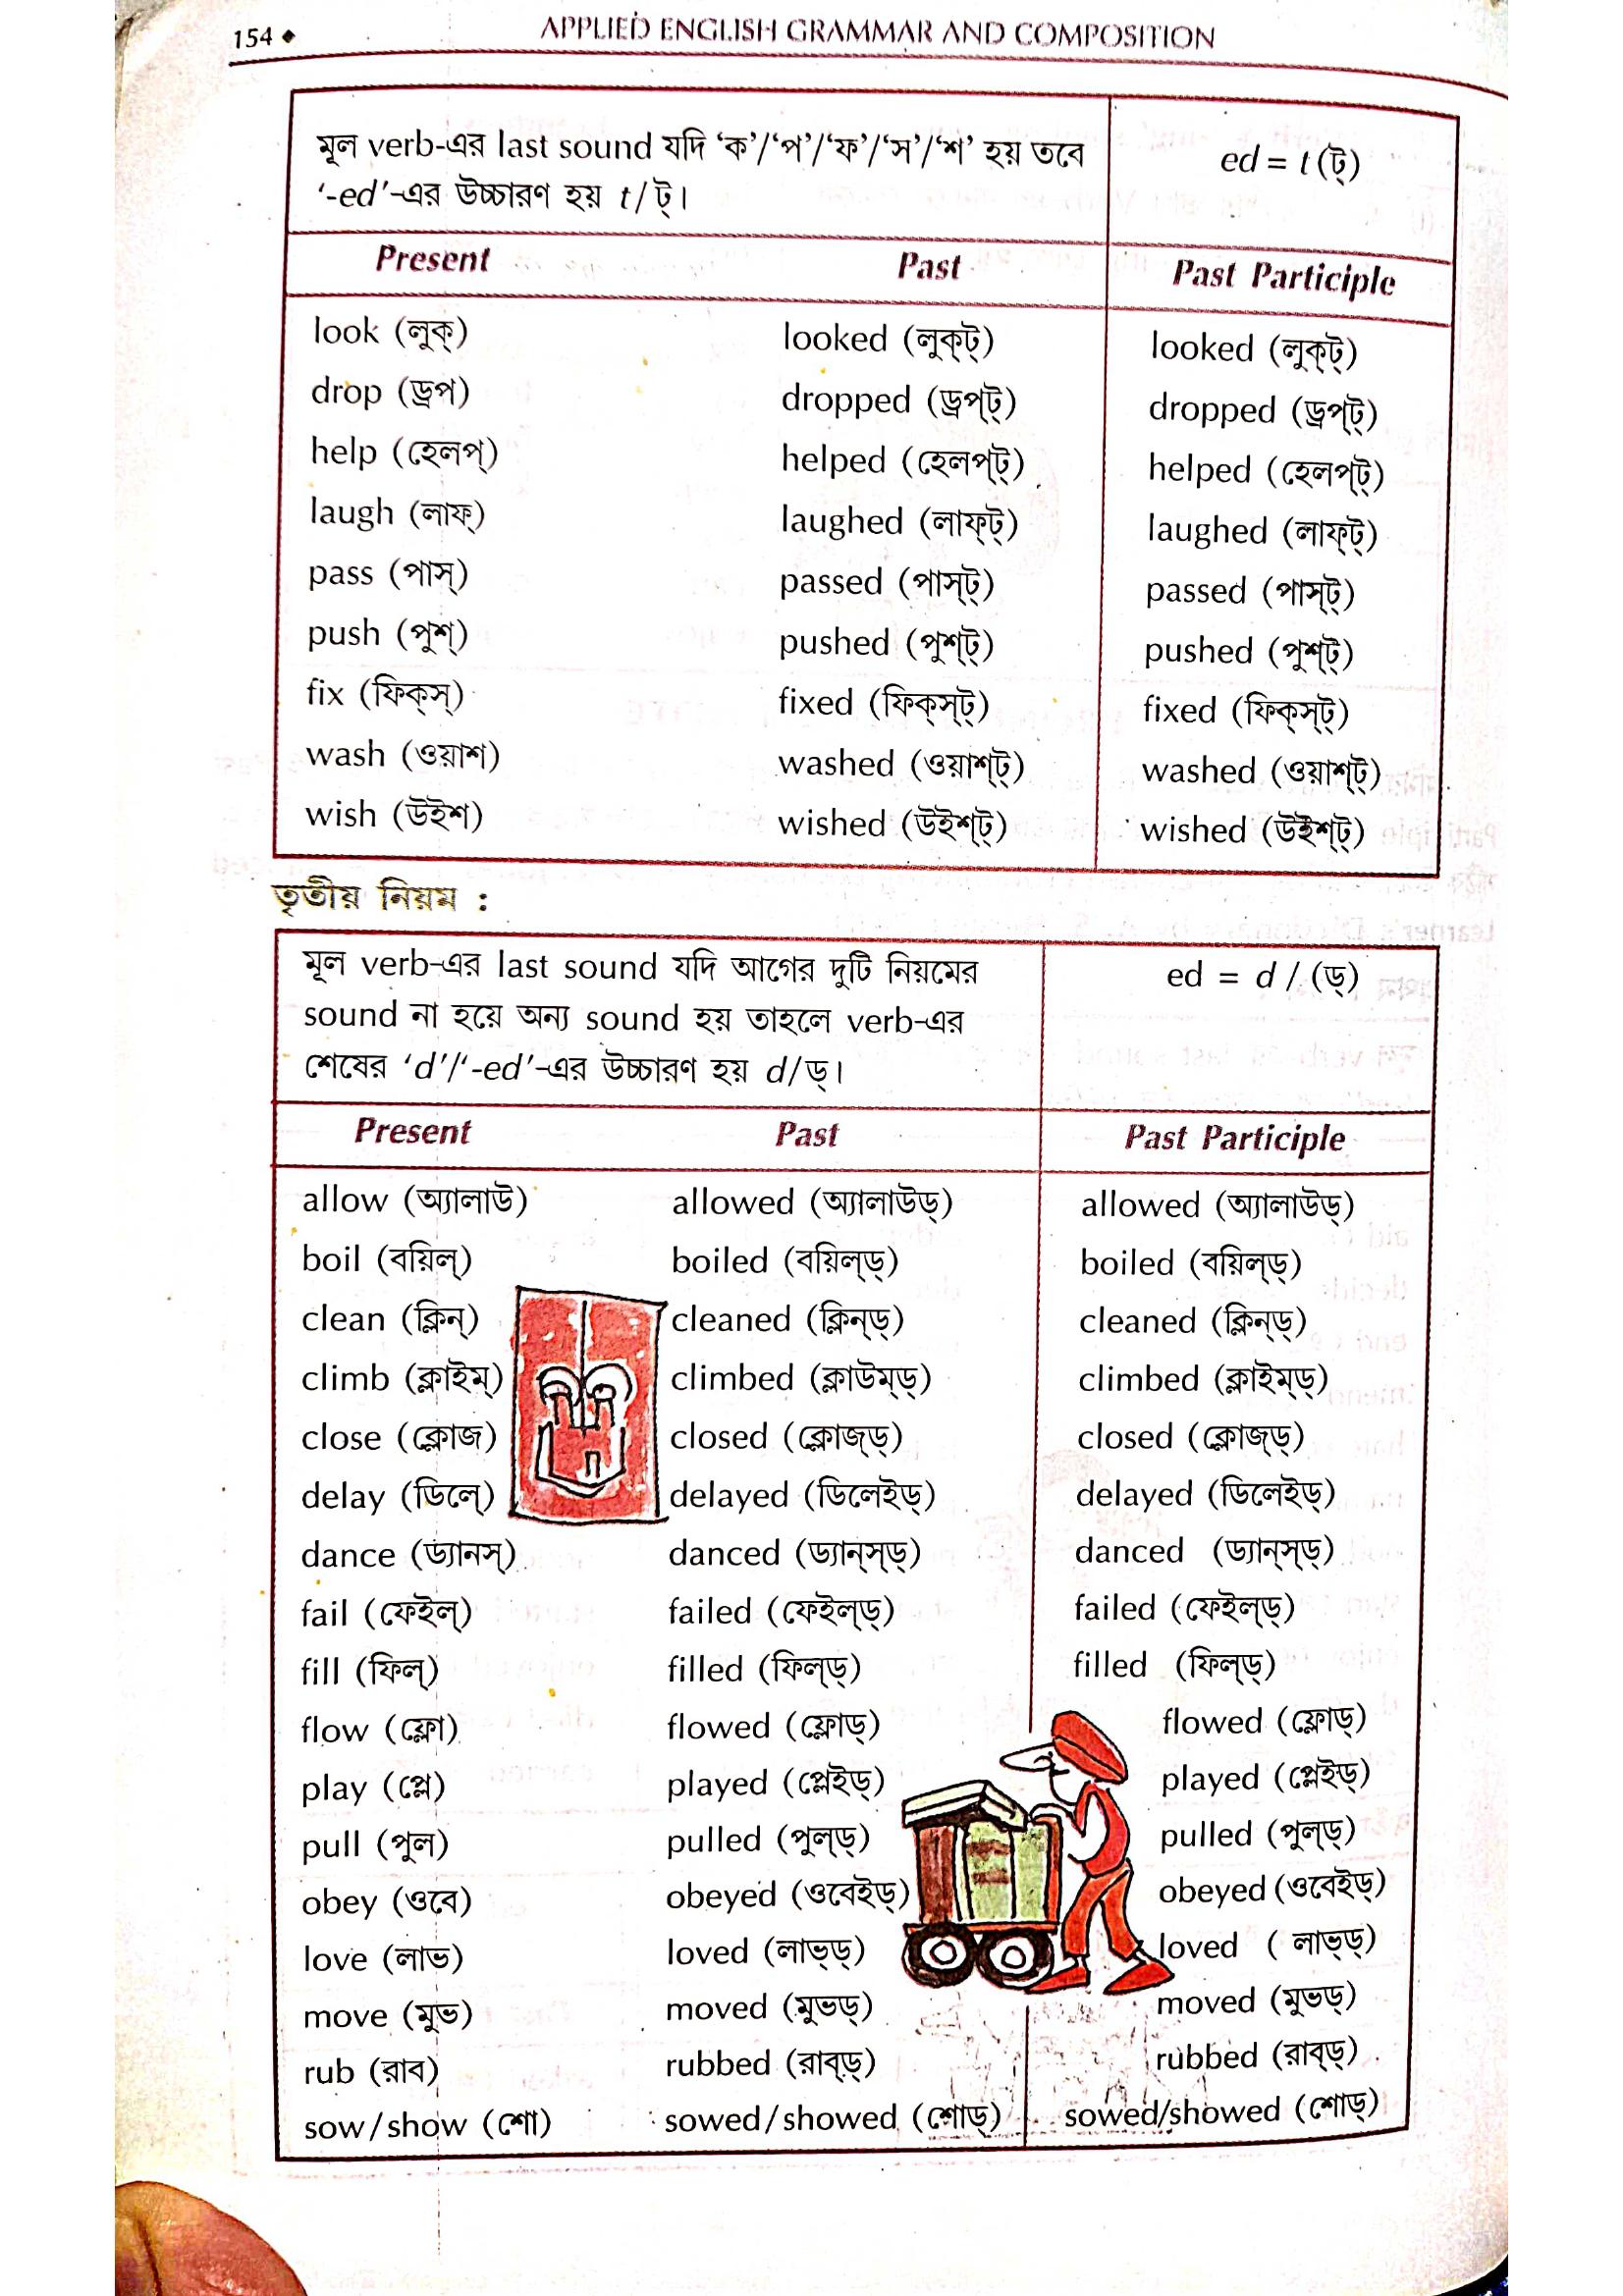 154 ◆ APPLIED ENGLISH GRAMMAR AND COMPOSITION
মূল verb-এর last sound যদি ‘ক’/‘প’/‘ফ’/‘স’/‘শ’ হয় তবে
‘-ed’-এর উচ্চারণ হয় t/ট্।
ed = t (ট্)
Present Past Past Participle
look (লুক্) looked (লুক্‌ট্) looked (লুক্‌ট্)
drop (ড্রপ) dropped (ড্রপ্‌ট্) dropped (ড্রপ্‌ট্)
help (হেলপ্) helped (হেলপ্‌ট্) helped (হেলপ্‌ট্)
laugh (লাফ্) laughed (লাফ্‌ট্) laughed (লাফ্‌ট্)
pass (পাস্) passed (পাস্‌ট্) passed (পাস্‌ট্)
push (পুশ্) pushed (পুশ্‌ট্) pushed (পুশ্‌ট্)
fix (ফিক্‌স্) fixed (ফিক্‌স্‌ট্) fixed (ফিক্‌স্‌ট্)
wash (ওয়াশ) washed (ওয়াশ্‌ট্) washed (ওয়াশ্‌ট্)
wish (উইশ) wished (উইশ্‌ট্) wished (উইশ্‌ট্)
তৃতীয় নিয়ম :
মূল verb-এর last sound যদি আগের দুটি নিয়মের
sound না হয়ে অন্য sound হয় তাহলে verb-এর
শেষের ‘d’/‘-ed’-এর উচ্চারণ হয় d/ড্।
ed = d / (ড্)
Present Past Past Participle
allow (অ্যালাউ) allowed (অ্যালাউড্) allowed (অ্যালাউড্)
boil (বয়িল্) boiled (বয়িল্‌ড্) boiled (বয়িল্‌ড্)
clean (ক্লিন্) cleaned (ক্লিন্‌ড্) cleaned (ক্লিন্‌ড্)
climb (ক্লাইম্) climbed (ক্লাউম্‌ড্) climbed (ক্লাইম্‌ড্)
close (ক্লোজ) closed (ক্লোজ্‌ড্) closed (ক্লোজ্‌ড্)
delay (ডিলে্) delayed (ডিলেইড্) delayed (ডিলেইড্)
dance (ড্যানস্) danced (ড্যান্‌স্‌ড্) danced (ড্যান্‌স্‌ড্)
fail (ফেইল্) failed (ফেইল্‌ড্) failed (ফেইল্‌ড্)
fill (ফিল্) filled (ফিল্‌ড্) filled (ফিল্‌ড্)
flow (ফ্লো) flowed (ফ্লোড্) flowed (ফ্লোড্)
play (প্লে) played (প্লেইড্) played (প্লেইড্)
pull (পুল) pulled (পুল্‌ড্) pulled (পুল্‌ড্)
obey (ওবে) obeyed (ওবেইড্) obeyed (ওবেইড্)
love (লাভ) loved (লাভ্‌ড্) loved ( লাভ্‌ড্)
move (মুভ) moved (মুভড্) moved (মুভড্)
rub (রাব) rubbed (রাব্‌ড্) rubbed (রাব্‌ড্)
sow/show (শো) sowed/showed (শোড্) sowed/showed (শোড্)